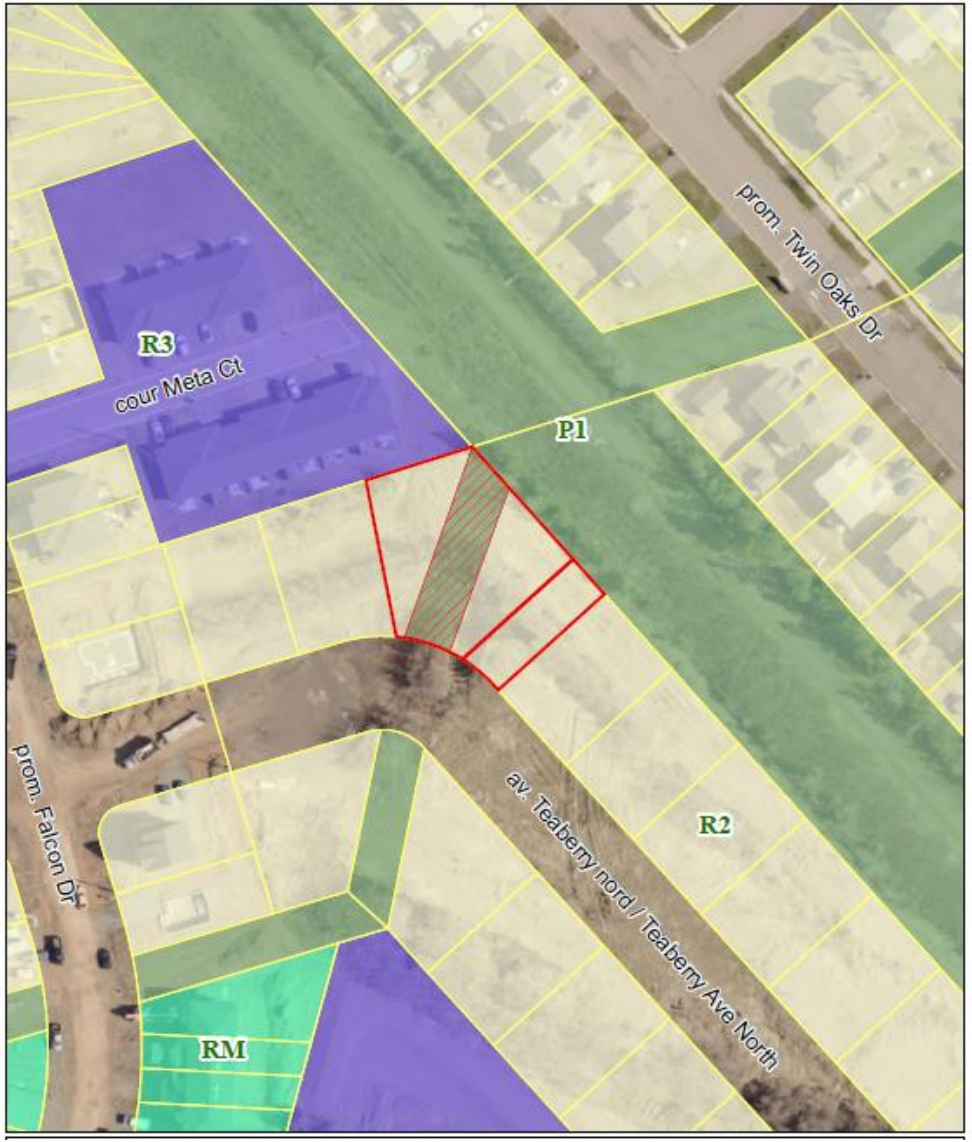 prom. Twin Oaks Dr
R3
cour Meta Ct
P1
prom. Falcon Dr
av. Teaberry nord / Teaberry Ave North
R2
RM